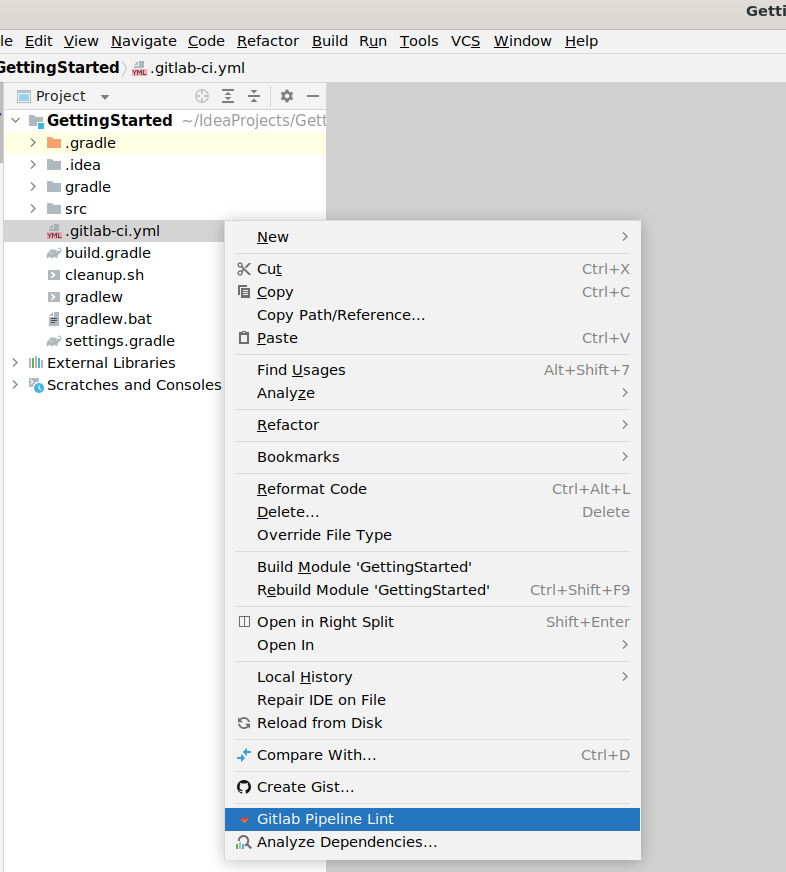 Getti
le Edit View Navigate Code Refactor Build Run Tools VCS Window Help
GettingStarted YML .gitlab-ci.yml
Project
GettingStarted ~/IdeaProjects/Gett
.gradle
.idea
gradle
src
YML .gitlab-ci.yml
build.gradle
cleanup.sh
gradlew
gradlew.bat
settings.gradle
External Libraries
Scratches and Consoles
New
Cut Ctrl+X
Copy Ctrl+C
Copy Path/Reference...
Paste Ctrl+V
Find Usages Alt+Shift+7
Analyze
Refactor
Bookmarks
Reformat Code Ctrl+Alt+L
Delete... Delete
Override File Type
Build Module 'GettingStarted'
Rebuild Module 'GettingStarted' Ctrl+Shift+F9
Open in Right Split Shift+Enter
Open In
Local History
Repair IDE on File
Reload from Disk
Compare With... Ctrl+D
Create Gist...
Gitlab Pipeline Lint
Analyze Dependencies...